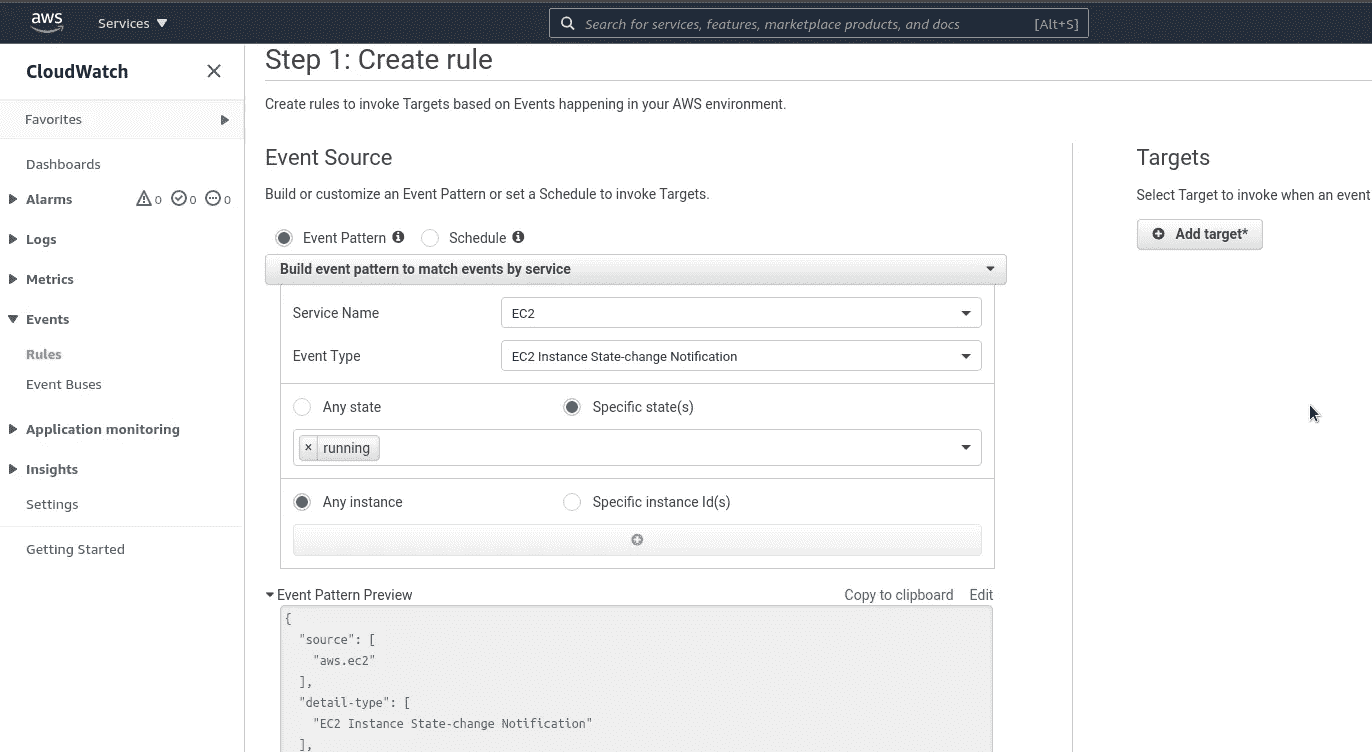 aws Services Search for services, features, marketplace products, and docs [Alt+S]
CloudWatch
Favorites
Dashboards
Alarms 0 0 0
Logs
Metrics
Events
Rules
Event Buses
Application monitoring
Insights
Settings
Getting Started
Step 1: Create rule
Create rules to invoke Targets based on Events happening in your AWS environment.
Event Source
Build or customize an Event Pattern or set a Schedule to invoke Targets.
Event Pattern Schedule
Build event pattern to match events by service
Service Name EC2
Event Type EC2 Instance State-change Notification
Any state Specific state(s)
× running
Any instance Specific instance Id(s)
Event Pattern Preview Copy to clipboard Edit
{
"source": [
"aws.ec2"
],
"detail-type": [
"EC2 Instance State-change Notification"
],
Targets
Select Target to invoke when an event
Add target*